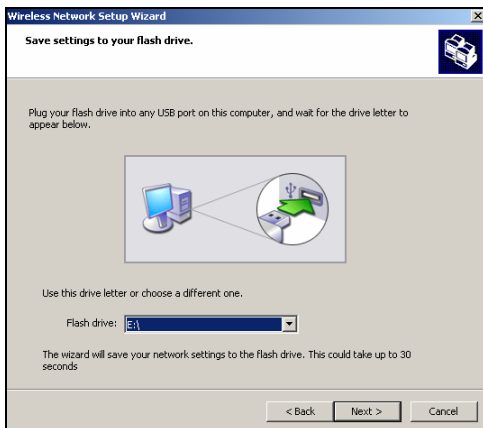 Wireless Network Setup Wizard
Save settings to your flash drive.
Plug your flash drive into any USB port on this computer, and wait for the drive letter to
appear below.
Use this drive letter or choose a different one.
Flash drive: E:\
The wizard will save your network settings to the flash drive. This could take up to 30
seconds
< Back Next > Cancel